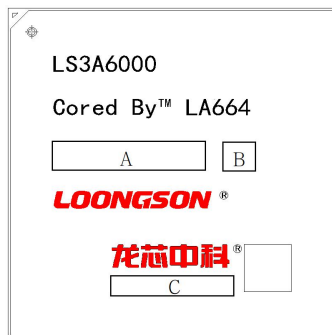 LS3A6000
Cored By™ LA664
A B
LOONGSON ®
龙芯中科®
C